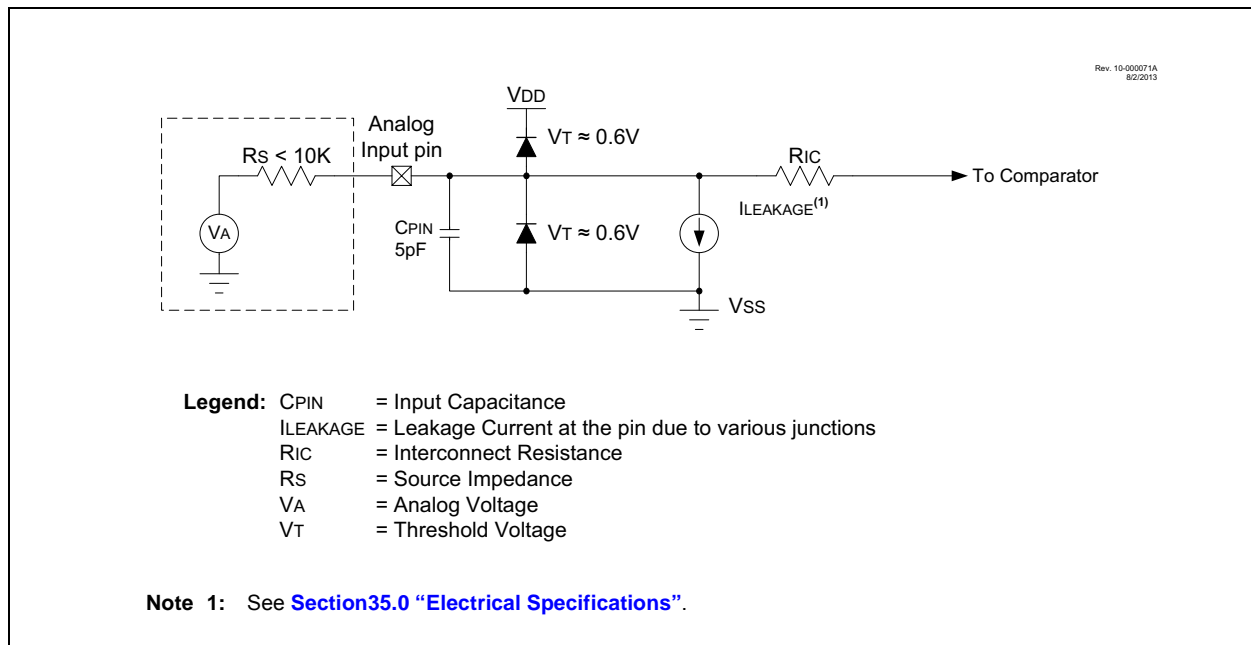 Rev. 10-000071A
8/2/2013
VDD
Analog
Input pin
VT ≈ 0.6V
RS < 10K
RIC
To Comparator
ILEAKAGE(1)
VA
CPIN
5pF
VT ≈ 0.6V
VSS
Legend: CPIN = Input Capacitance
ILEAKAGE = Leakage Current at the pin due to various junctions
RIC = Interconnect Resistance
RS = Source Impedance
VA = Analog Voltage
VT = Threshold Voltage
Note 1: See Section35.0 “Electrical Specifications”.